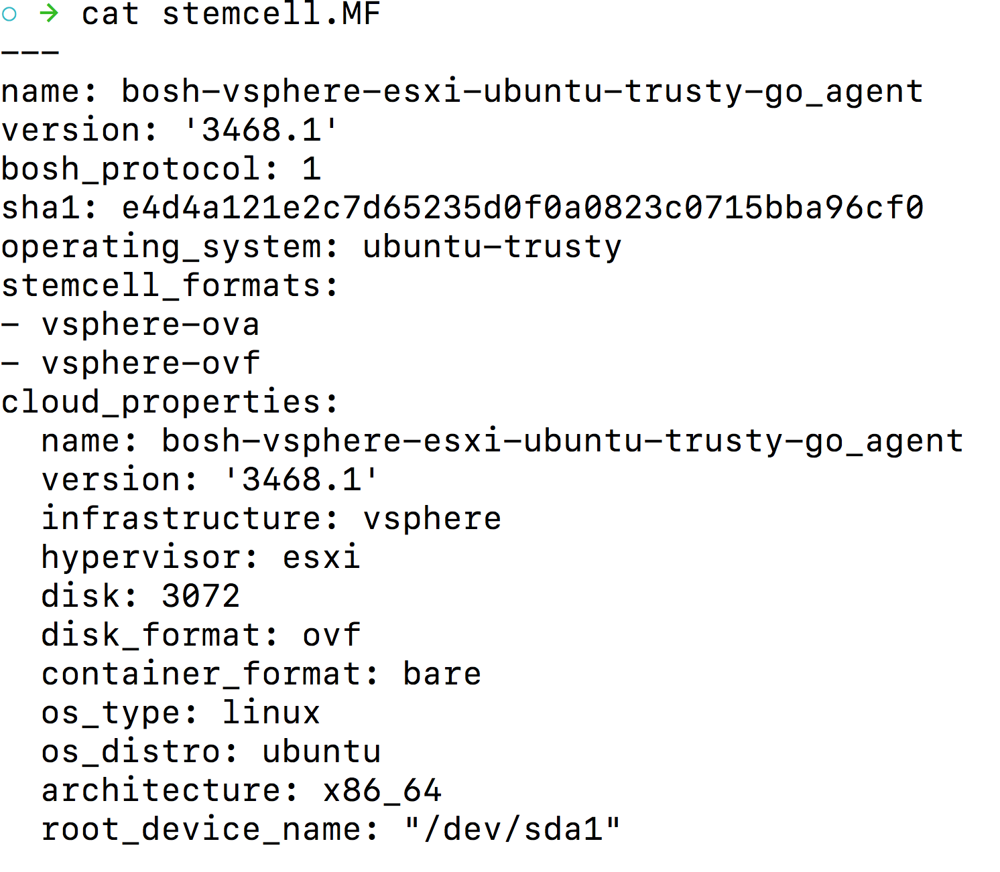 ○ → cat stemcell.MF
---
name: bosh-vsphere-esxi-ubuntu-trusty-go_agent
version: '3468.1'
bosh_protocol: 1
sha1: e4d4a121e2c7d65235d0f0a0823c0715bba96cf0
operating_system: ubuntu-trusty
stemcell_formats:
- vsphere-ova
- vsphere-ovf
cloud_properties:
  name: bosh-vsphere-esxi-ubuntu-trusty-go_agent
  version: '3468.1'
  infrastructure: vsphere
  hypervisor: esxi
  disk: 3072
  disk_format: ovf
  container_format: bare
  os_type: linux
  os_distro: ubuntu
  architecture: x86_64
  root_device_name: "/dev/sda1"